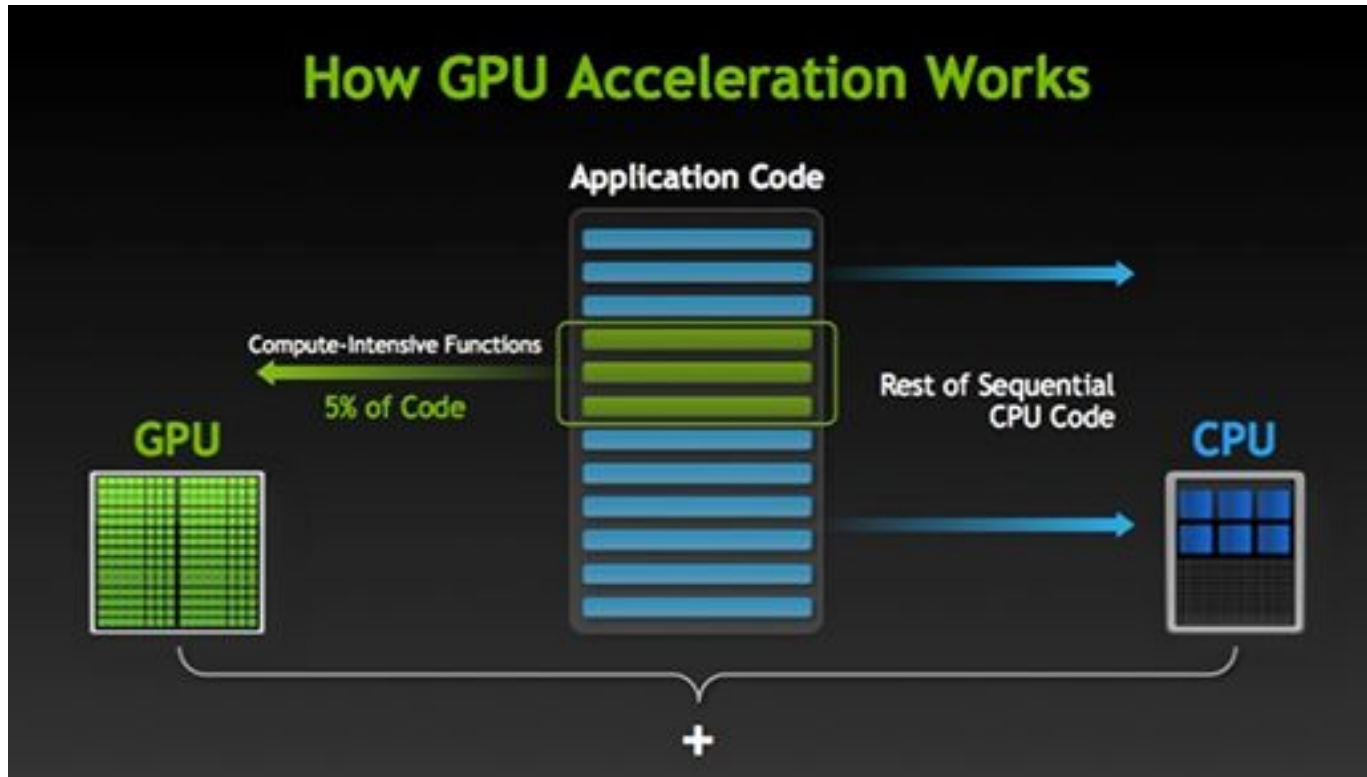 How GPU Acceleration Works
Application Code
Compute-Intensive Functions
5% of Code
Rest of Sequential
CPU Code
GPU
CPU
+